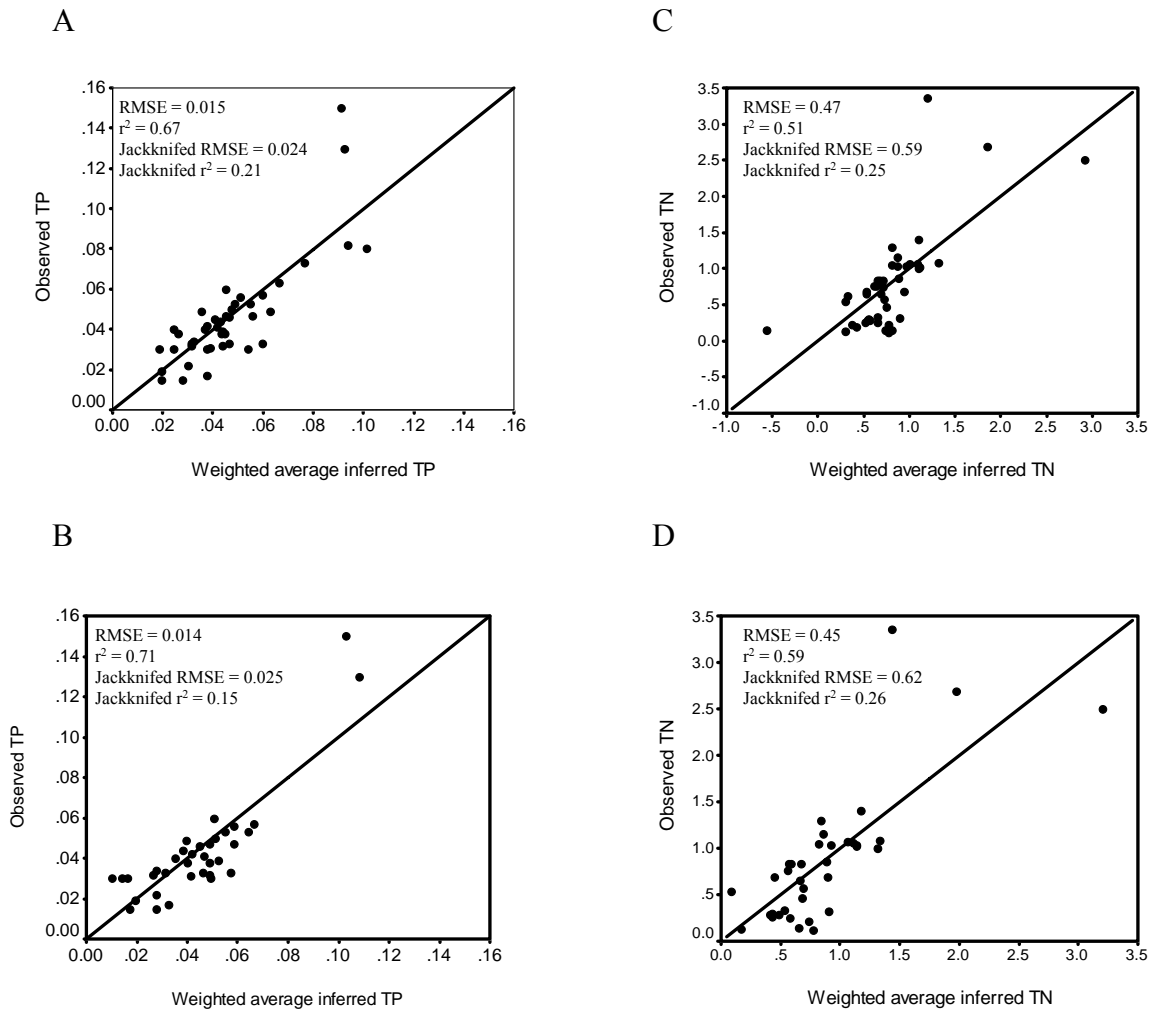 A
RMSE = 0.015
r² = 0.67
Jackknifed RMSE = 0.024
Jackknifed r² = 0.21
.16
.14
.12
.10
.08
.06
.04
.02
0.00
Observed TP
0.00 .02 .04 .06 .08 .10 .12 .14 .16
Weighted average inferred TP
C
RMSE = 0.47
r² = 0.51
Jackknifed RMSE = 0.59
Jackknifed r² = 0.25
3.5
3.0
2.5
2.0
1.5
1.0
.5
0.0
-.5
-1.0
Observed TN
-1.0 -.5 0.0 .5 1.0 1.5 2.0 2.5 3.0 3.5
Weighted average inferred TN
B
RMSE = 0.014
r² = 0.71
Jackknifed RMSE = 0.025
Jackknifed r² = 0.15
.16
.14
.12
.10
.08
.06
.04
.02
0.00
Observed TP
0.00 .02 .04 .06 .08 .10 .12 .14 .16
Weighted average inferred TP
D
RMSE = 0.45
r² = 0.59
Jackknifed RMSE = 0.62
Jackknifed r² = 0.26
3.5
3.0
2.5
2.0
1.5
1.0
.5
0.0
Observed TN
0.0 .5 1.0 1.5 2.0 2.5 3.0 3.5
Weighted average inferred TN